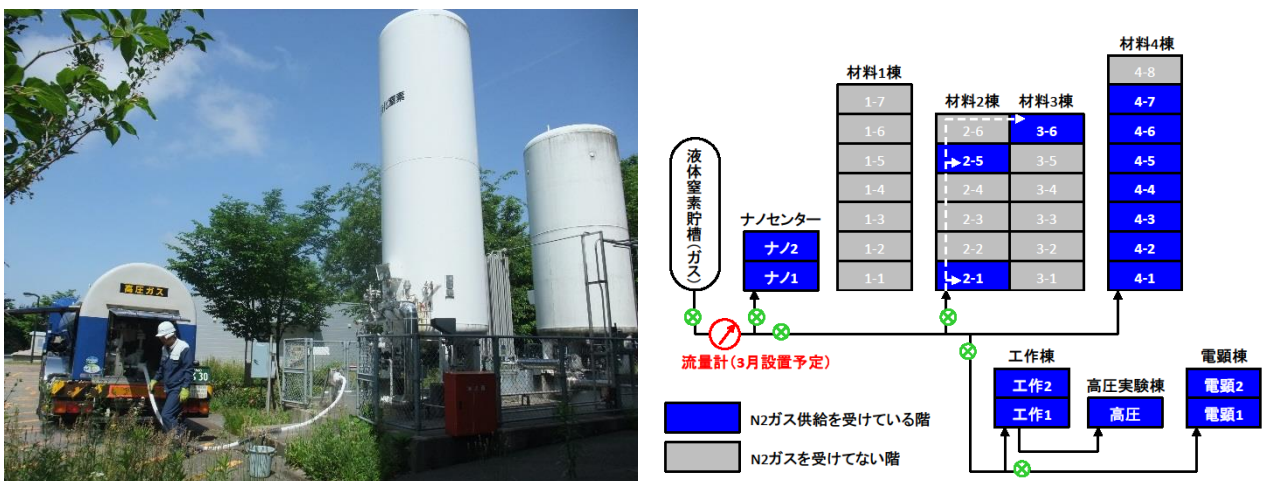 化窒素
高圧ガス
30
材料4棟
4-8
4-7
4-6
4-5
4-4
4-3
4-2
4-1
材料1棟
1-7
1-6
1-5
1-4
1-3
1-2
1-1
材料2棟 材料3棟
2-6 3-6
2-5 3-5
2-4 3-4
2-3 3-3
2-2 3-2
2-1 3-1
液体窒素貯槽(ガス)
ナノセンター
ナノ2
ナノ1
流量計(3月設置予定)
工作棟
工作2
工作1
高圧実験棟
高圧
電顕棟
電顕2
電顕1
N2ガス供給を受けている階
N2ガスを受けてない階